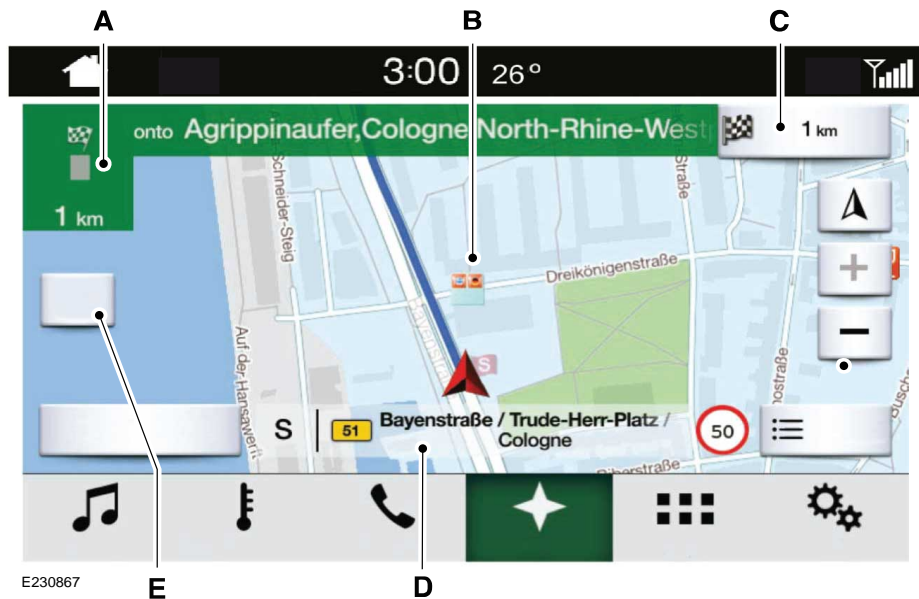 A
B
C
3:00 26°
onto Agrippinaufer,Cologne North-Rhine-West
1 km
1 km
Schneider-Steig
Straße
Dreikönigenstraße
Auf der Hansawerft
S
S
51
Bayenstraße / Trude-Herr-Platz /
Cologne
50
E230867
E
D